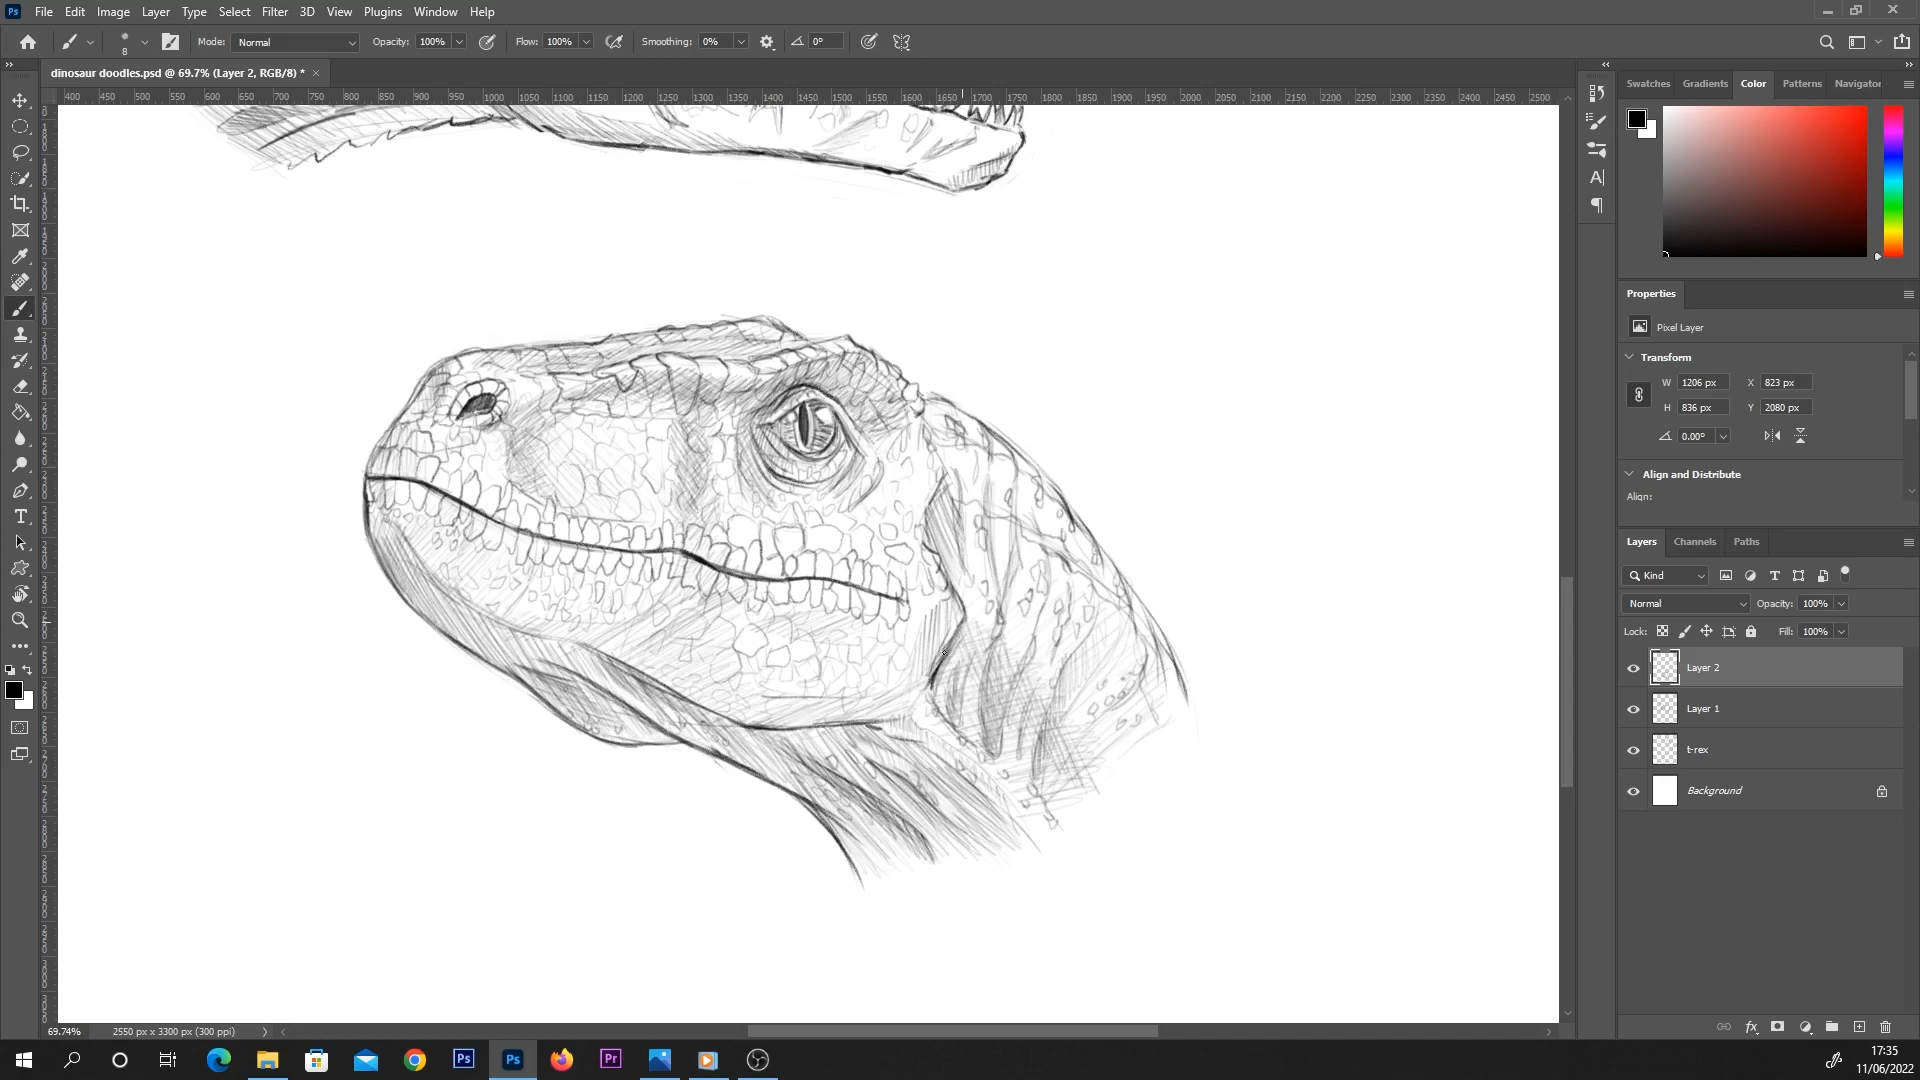 Ps File Edit Image Layer Type Select Filter 3D View Plugins Window Help
8 Mode: Normal Opacity: 100% Flow: 100% Smoothing: 0% 0°
dinosaur doodles.psd @ 69.7% (Layer 2, RGB/8) * ×
400 450 500 550 600 650 700 750 800 850 900 950 1000 1050 1100 1150 1200 1250 1300 1350 1400 1450 1500 1550 1600 1650 1700 1750 1800 1850 1900 1950 2000 2050 2100 2150 2200 2250 2300 2350 2400 2450 2500
Swatches Gradients Color Patterns Navigator
Properties
Pixel Layer
Transform
W 1206 px X 823 px
H 836 px Y 2080 px
0.00°
Align and Distribute
Align:
Layers Channels Paths
Kind
Normal Opacity: 100%
Lock: Fill: 100%
Layer 2
Layer 1
t-rex
Background
69.74% 2550 px x 3300 px (300 ppi)
Ps Ps Pr
17:35
11/06/2022